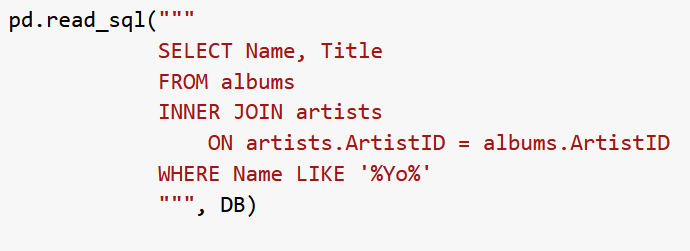 pd.read_sql("""
            SELECT Name, Title
            FROM albums
            INNER JOIN artists
                ON artists.ArtistID = albums.ArtistID
            WHERE Name LIKE '%Yo%'
            """, DB)